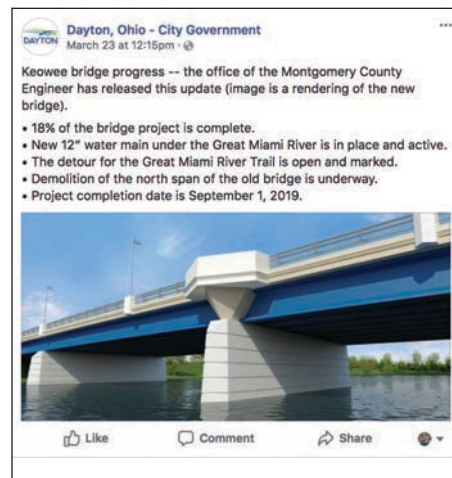 Dayton, Ohio - City Government
DAYTON
March 23 at 12:15pm ·
Keowee bridge progress -- the office of the Montgomery County
Engineer has released this update (image is a rendering of the new
bridge).
• 18% of the bridge project is complete.
• New 12" water main under the Great Miami River is in place and active.
• The detour for the Great Miami River Trail is open and marked.
• Demolition of the north span of the old bridge is underway.
• Project completion date is September 1, 2019.
Like Comment Share